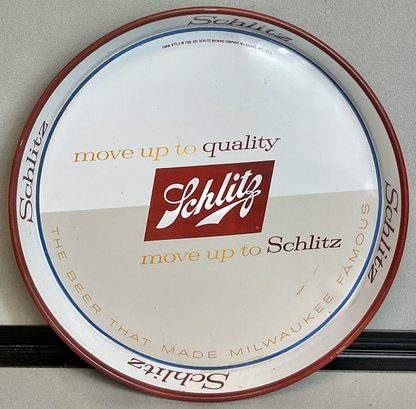 Schlitz
move up to quality
Schlitz
move up to Schlitz
THE BEER THAT MADE MILWAUKEE FAMOUS
Schlitz
Schlitz
Schlitz